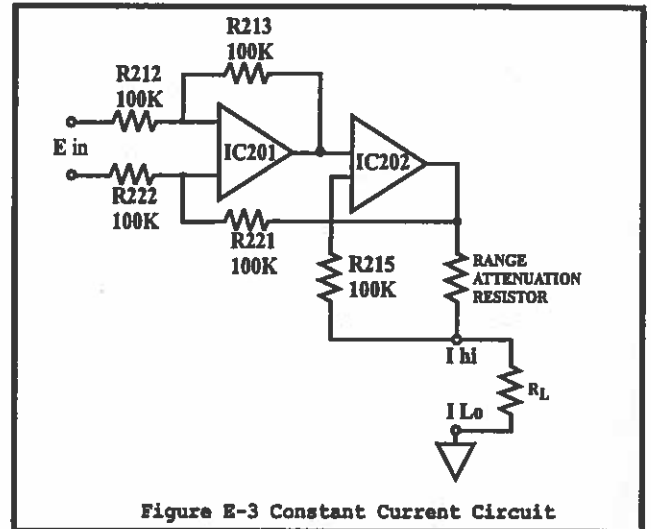 R213
100K
R212
100K
E in
IC201
IC202
R222
100K
R221
100K
R215
100K
RANGE
ATTENUATION
RESISTOR
I hi
RL
I Lo
Figure E-3 Constant Current Circuit